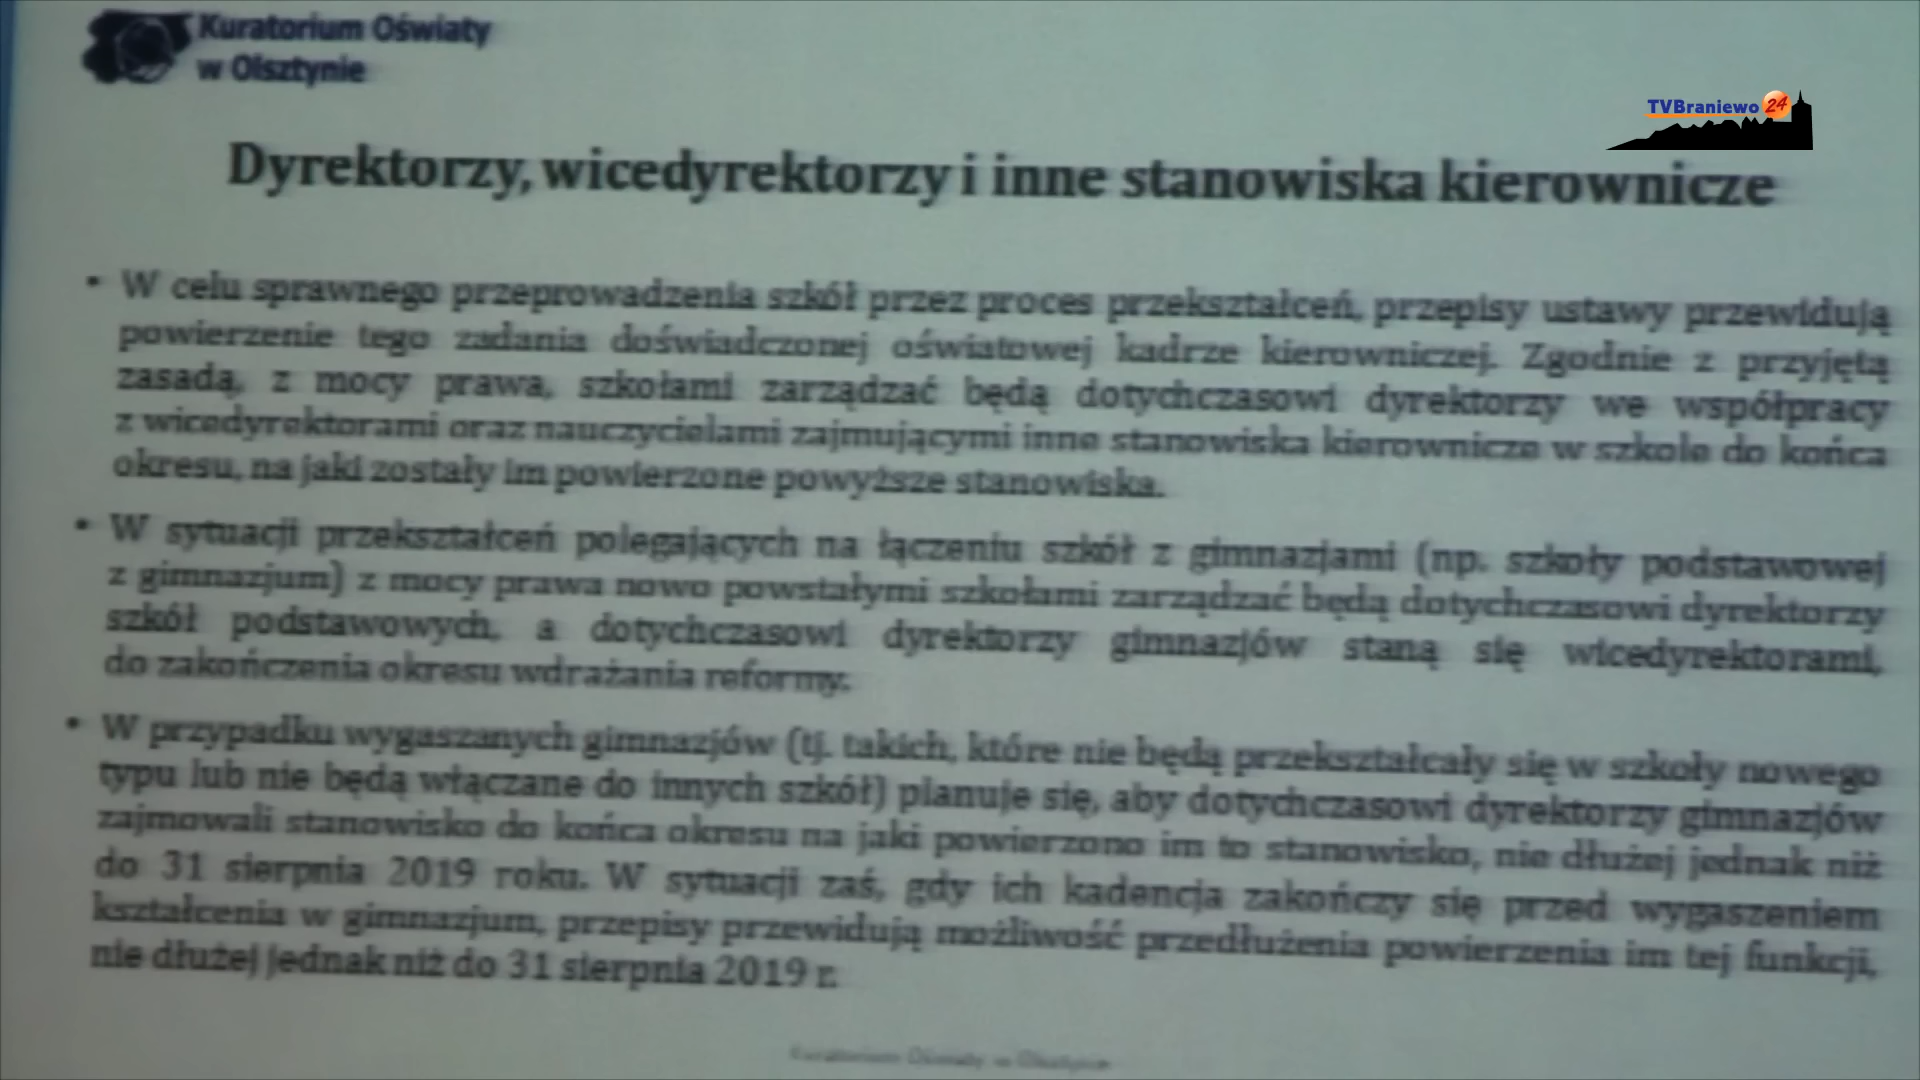 Kuratorium Oświaty
w Olsztynie
TVBraniewo 24
Dyrektorzy, wicedyrektorzy i inne stanowiska kierownicze
• W celu sprawnego przeprowadzenia szkół przez proces przekształceń, przepisy ustawy przewidują
powierzenie tego zadania doświadczonej oświatowej kadrze kierowniczej. Zgodnie z przyjętą
zasadą, z mocy prawa, szkołami zarządzać będą dotychczasowi dyrektorzy we współpracy
z wicedyrektorami oraz nauczycielami zajmującymi inne stanowiska kierownicze w szkole do końca
okresu, na jaki zostały im powierzone powyższe stanowiska.
• W sytuacji przekształceń polegających na łączeniu szkół z gimnazjami (np. szkoły podstawowej
z gimnazjum) z mocy prawa nowo powstałymi szkołami zarządzać będą dotychczasowi dyrektorzy
szkół podstawowych, a dotychczasowi dyrektorzy gimnazjów staną się wicedyrektorami,
do zakończenia okresu wdrażania reformy.
• W przypadku wygaszanych gimnazjów (tj. takich, które nie będą przekształcały się w szkoły nowego
typu lub nie będą włączane do innych szkół) planuje się, aby dotychczasowi dyrektorzy gimnazjów
zajmowali stanowisko do końca okresu na jaki powierzono im to stanowisko, nie dłużej jednak niż
do 31 sierpnia 2019 roku. W sytuacji zaś, gdy ich kadencja zakończy się przed wygaszeniem
kształcenia w gimnazjum, przepisy przewidują możliwość przedłużenia powierzenia im tej funkcji,
nie dłużej jednak niż do 31 sierpnia 2019 r.
Kuratorium Oświaty w Olsztynie